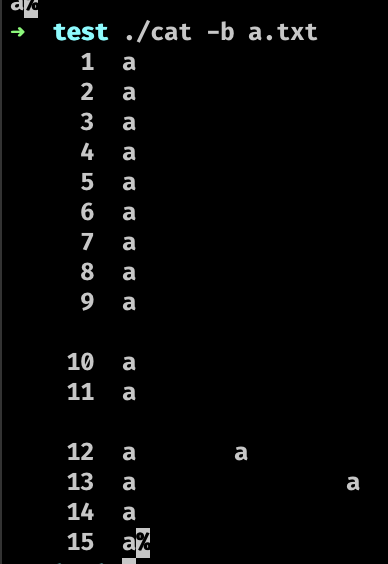 a%
➜  test ./cat -b a.txt
     1  a
     2  a
     3  a
     4  a
     5  a
     6  a
     7  a
     8  a
     9  a

    10  a
    11  a

    12  a       a
    13  a               a
    14  a
    15  a%